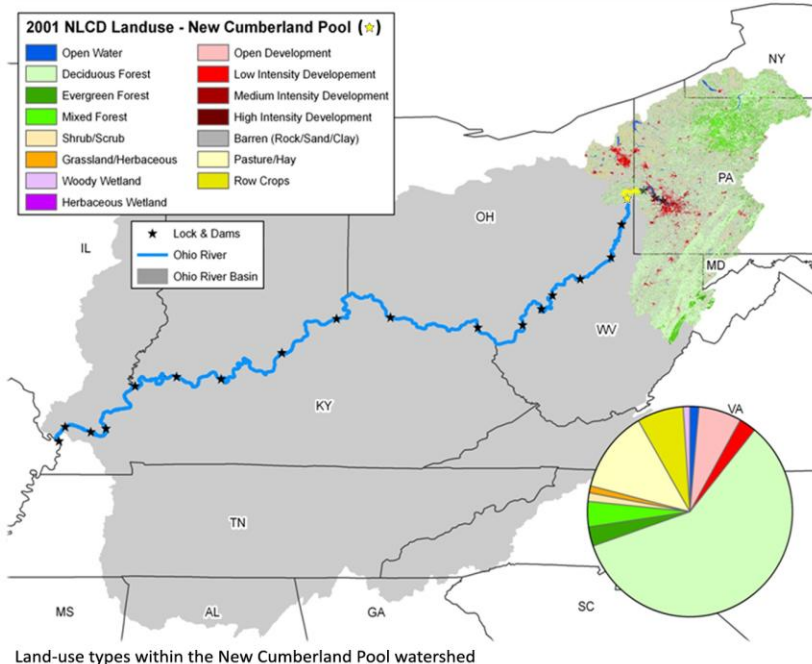 2001 NLCD Landuse - New Cumberland Pool (☆)
Open Water
Deciduous Forest
Evergreen Forest
Mixed Forest
Shrub/Scrub
Grassland/Herbaceous
Woody Wetland
Herbaceous Wetland
Open Development
Low Intensity Developement
Medium Intensity Development
High Intensity Development
Barren (Rock/Sand/Clay)
Pasture/Hay
Row Crops
Lock & Dams
Ohio River
Ohio River Basin
NY
PA
OH
IL
MD
WV
KY
VA
TN
MS
AL
GA
SC
Land-use types within the New Cumberland Pool watershed